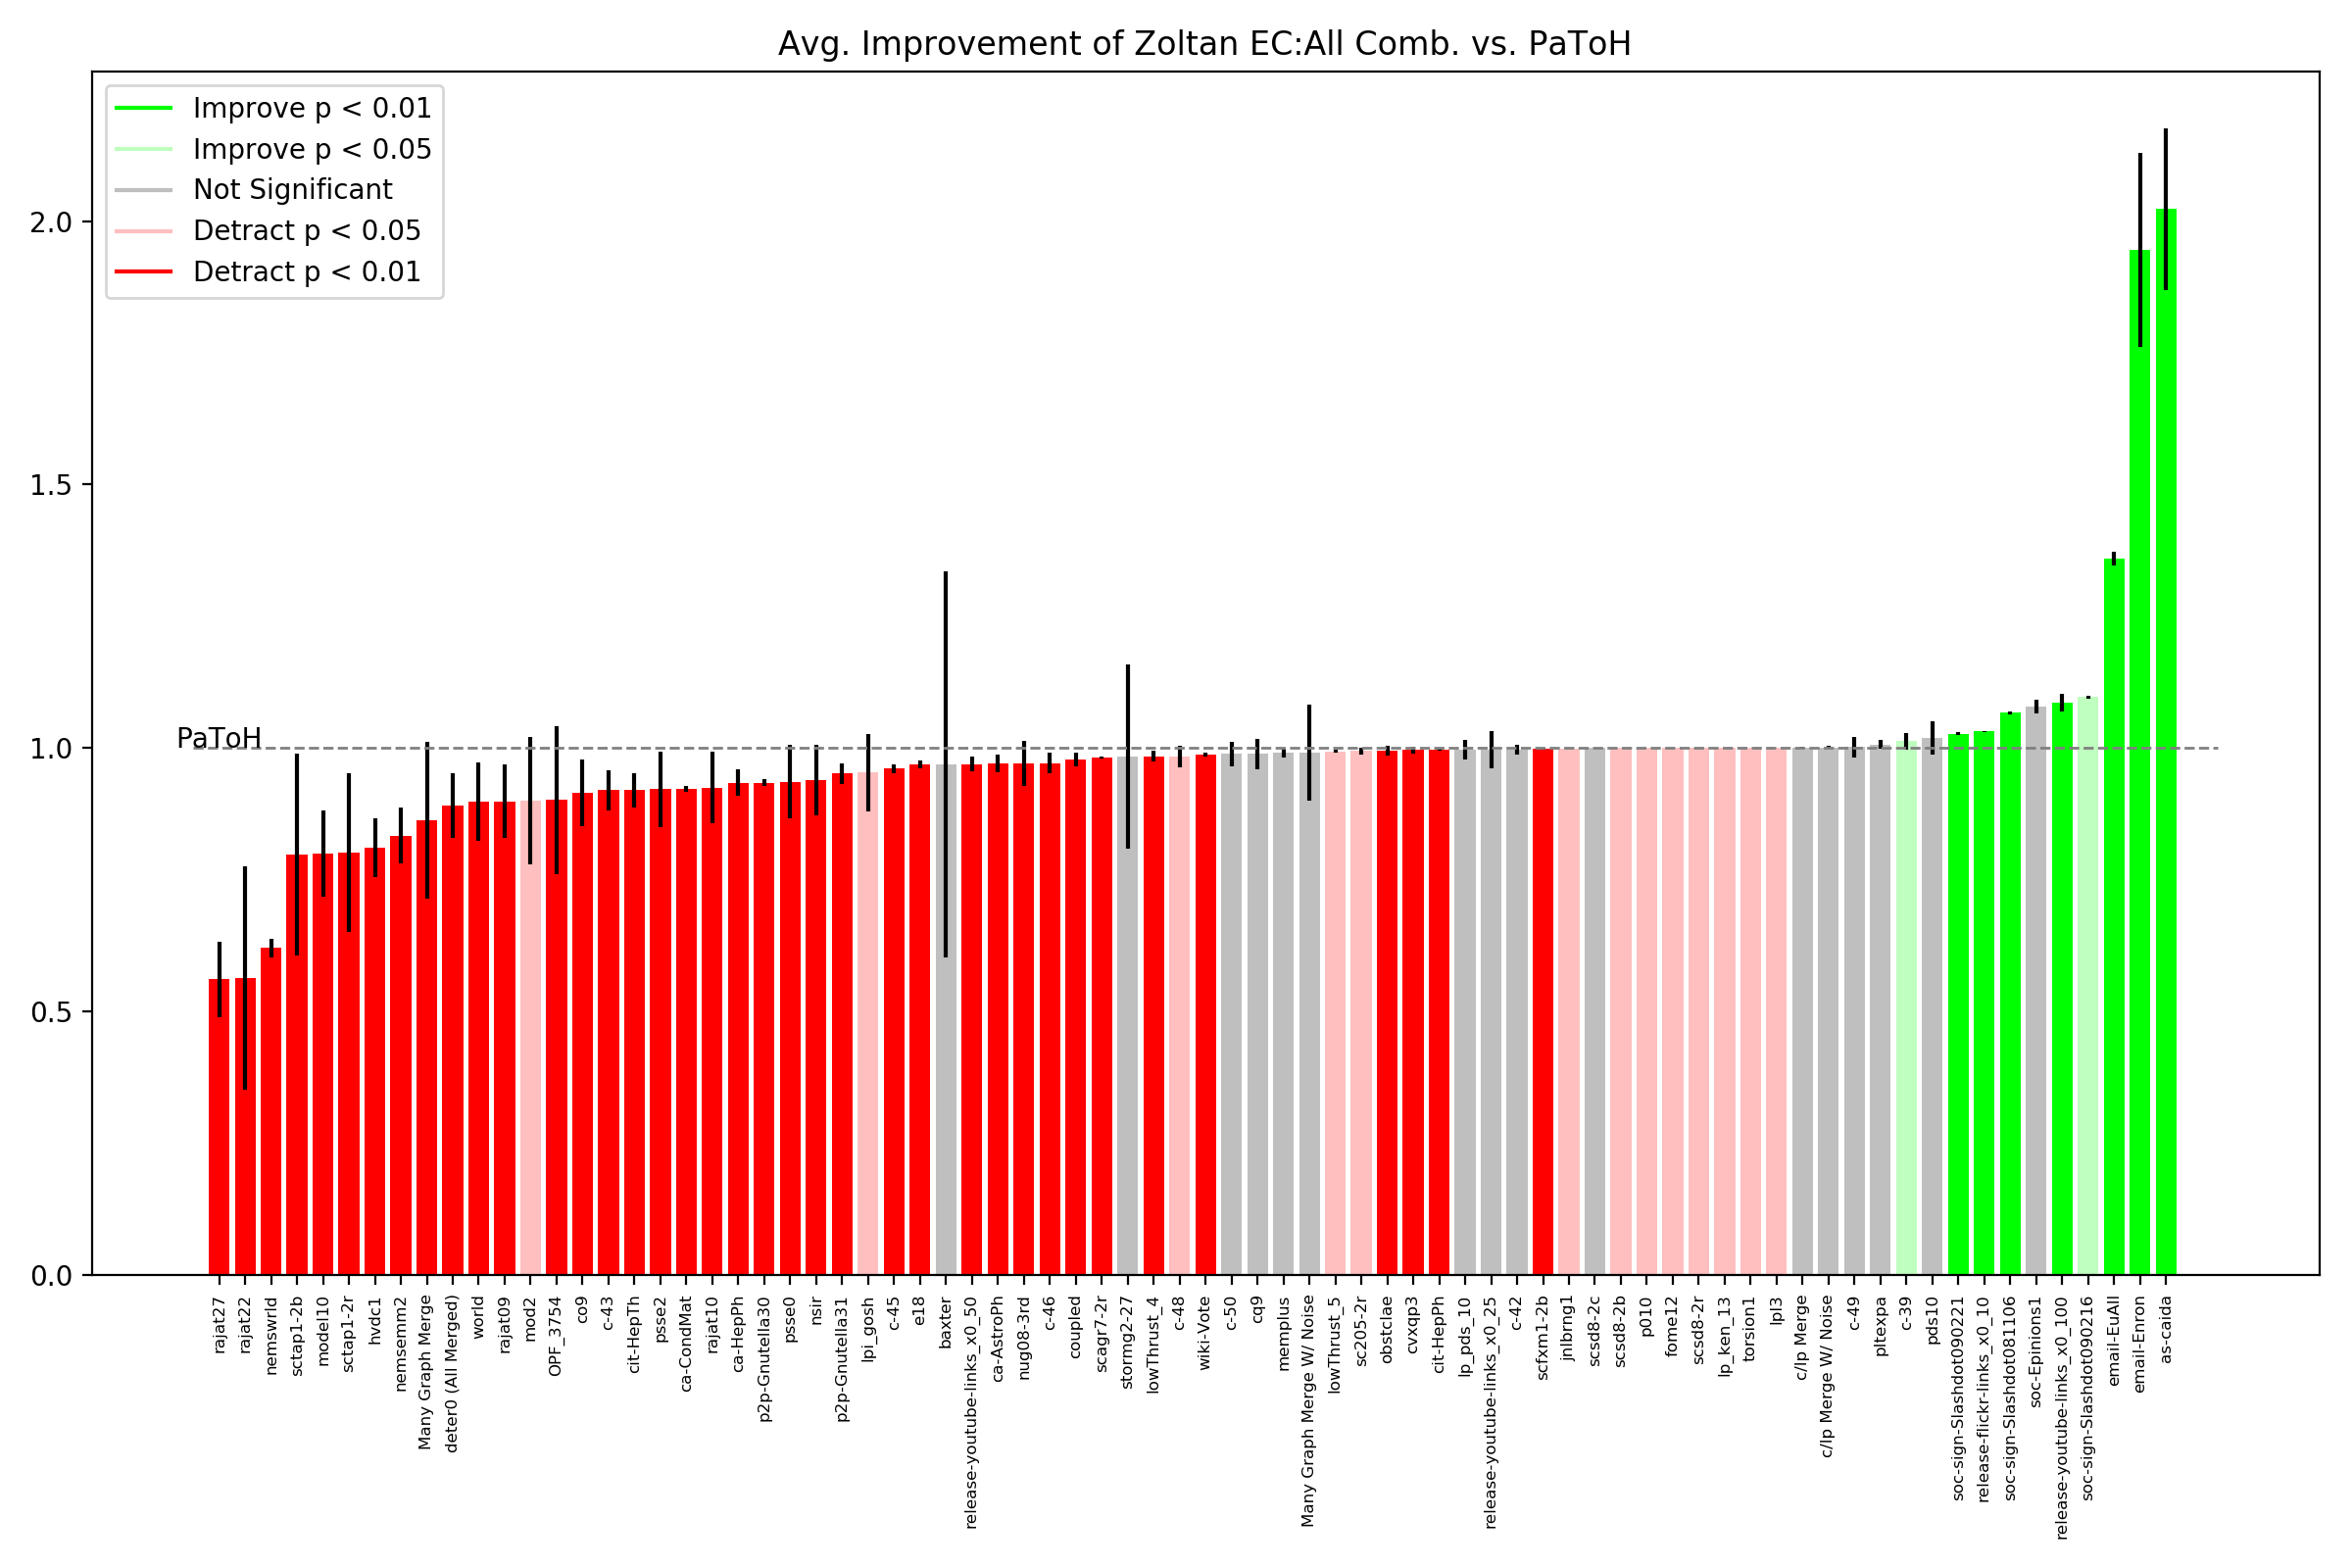 Avg. Improvement of Zoltan EC:All Comb. vs. PaToH
Improve p < 0.01
Improve p < 0.05
Not Significant
Detract p < 0.05
Detract p < 0.01
2.0
1.5
1.0
0.5
0.0
PaToH
rajat27
rajat22
nemswrld
sctap1-2b
model10
sctap1-2r
hvdc1
nemsemm2
Many Graph Merge
deter0 (All Merged)
world
rajat09
mod2
OPF_3754
co9
c-43
cit-HepTh
psse2
ca-CondMat
rajat10
ca-HepPh
p2p-Gnutella30
psse0
nsir
p2p-Gnutella31
lpi_gosh
c-45
e18
baxter
release-youtube-links_x0_50
ca-AstroPh
nug08-3rd
c-46
coupled
scagr7-2r
stormg2-27
lowThrust_4
c-48
wiki-Vote
c-50
cq9
memplus
Many Graph Merge W/ Noise
lowThrust_5
sc205-2r
obstclae
cvxqp3
cit-HepPh
lp_pds_10
release-youtube-links_x0_25
c-42
scfxm1-2b
jnlbrng1
scsd8-2c
scsd8-2b
p010
fome12
scsd8-2r
lp_ken_13
torsion1
lpl3
c/lp Merge
c/lp Merge W/ Noise
c-49
pltexpa
c-39
pds10
soc-sign-Slashdot090221
release-flickr-links_x0_10
soc-sign-Slashdot081106
soc-Epinions1
release-youtube-links_x0_100
soc-sign-Slashdot090216
email-EuAll
email-Enron
as-caida